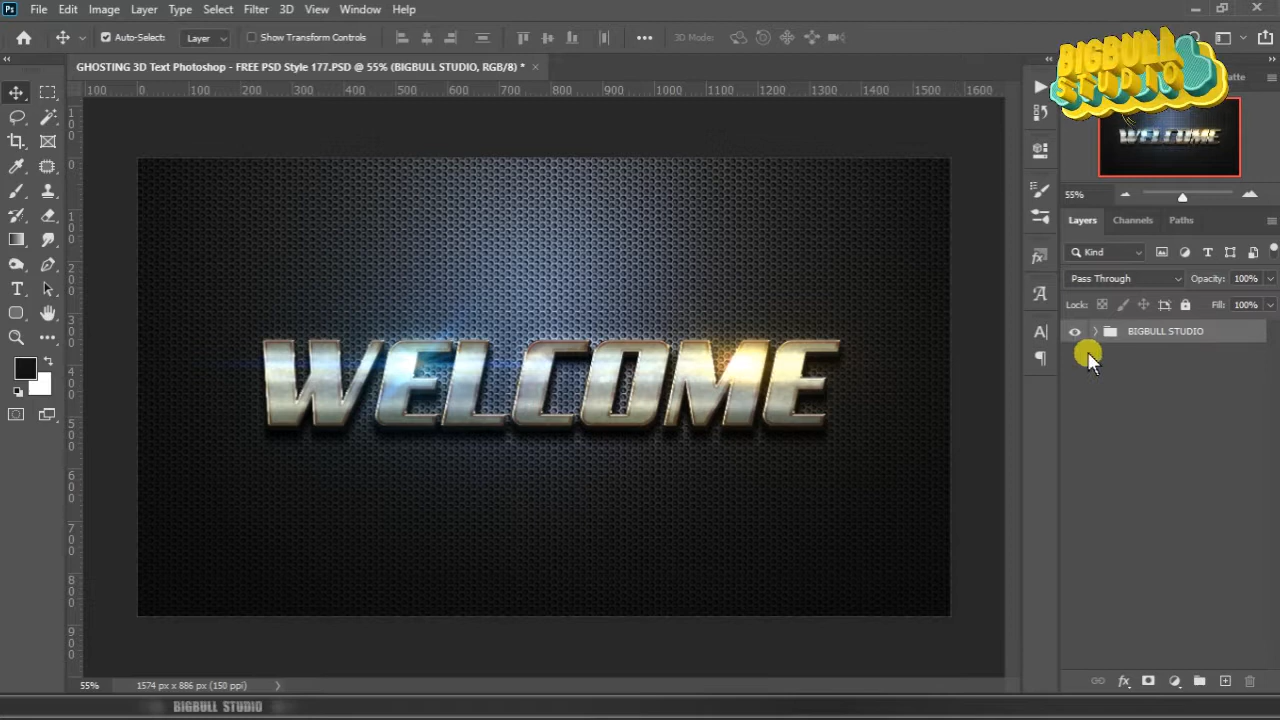 Ps File Edit Image Layer Type Select Filter 3D View Window Help
Auto-Select: Layer Show Transform Controls ••• 3D Mode:
GHOSTING 3D Text Photoshop - FREE PSD Style 177.PSD @ 55% (BIGBULL STUDIO, RGB/8) * ×
100 0 100 200 300 400 500 600 700 800 900 1000 1100 1200 1300 1400 1500 1600
BIGBULL
STUDIO
WELCOME
55%
Layers Channels Paths
Kind
Pass Through Opacity: 100%
Lock: Fill: 100%
BIGBULL STUDIO
WELCOME
55% 1574 px x 886 px (150 ppi)
BIGBULL STUDIO